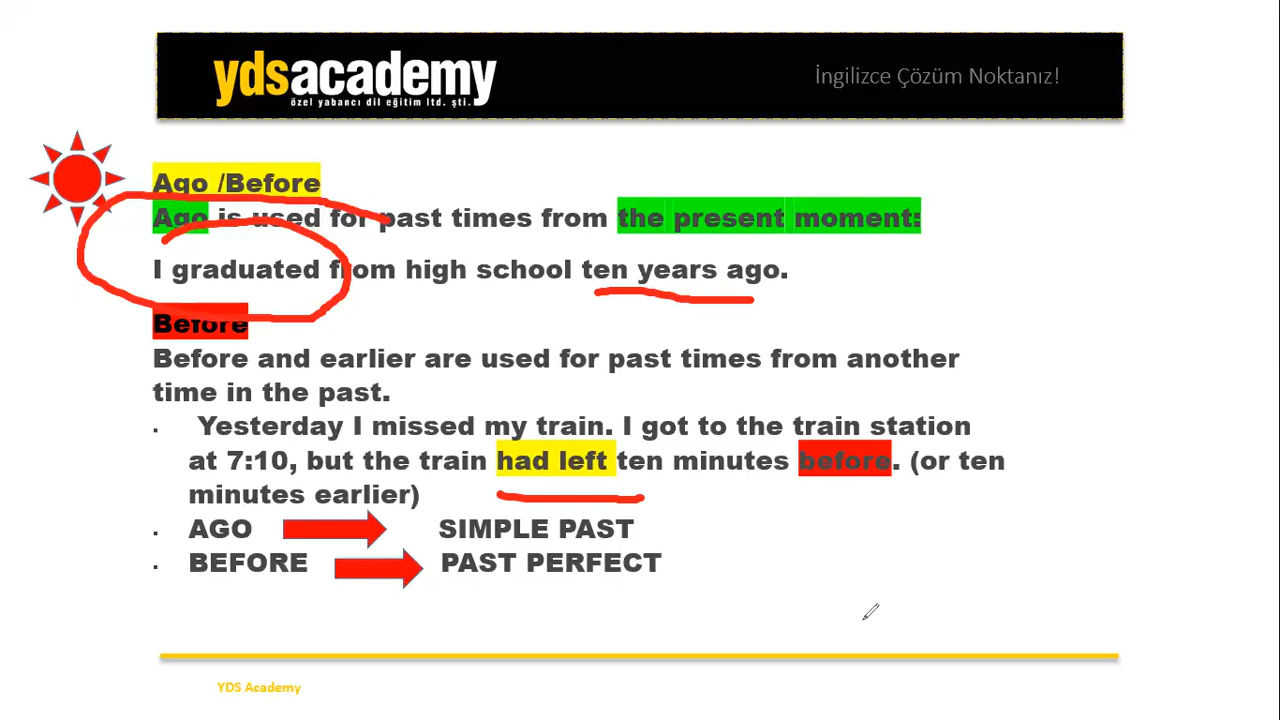 ydsacademy
özel yabancı dil eğitim ltd. şti.
İngilizce Çözüm Noktanız!
Ago /Before
Ago is used for past times from the present moment:
I graduated from high school ten years ago.
Before
Before and earlier are used for past times from another
time in the past.
· Yesterday I missed my train. I got to the train station
at 7:10, but the train had left ten minutes before. (or ten
minutes earlier)
· AGO SIMPLE PAST
· BEFORE PAST PERFECT
YDS Academy